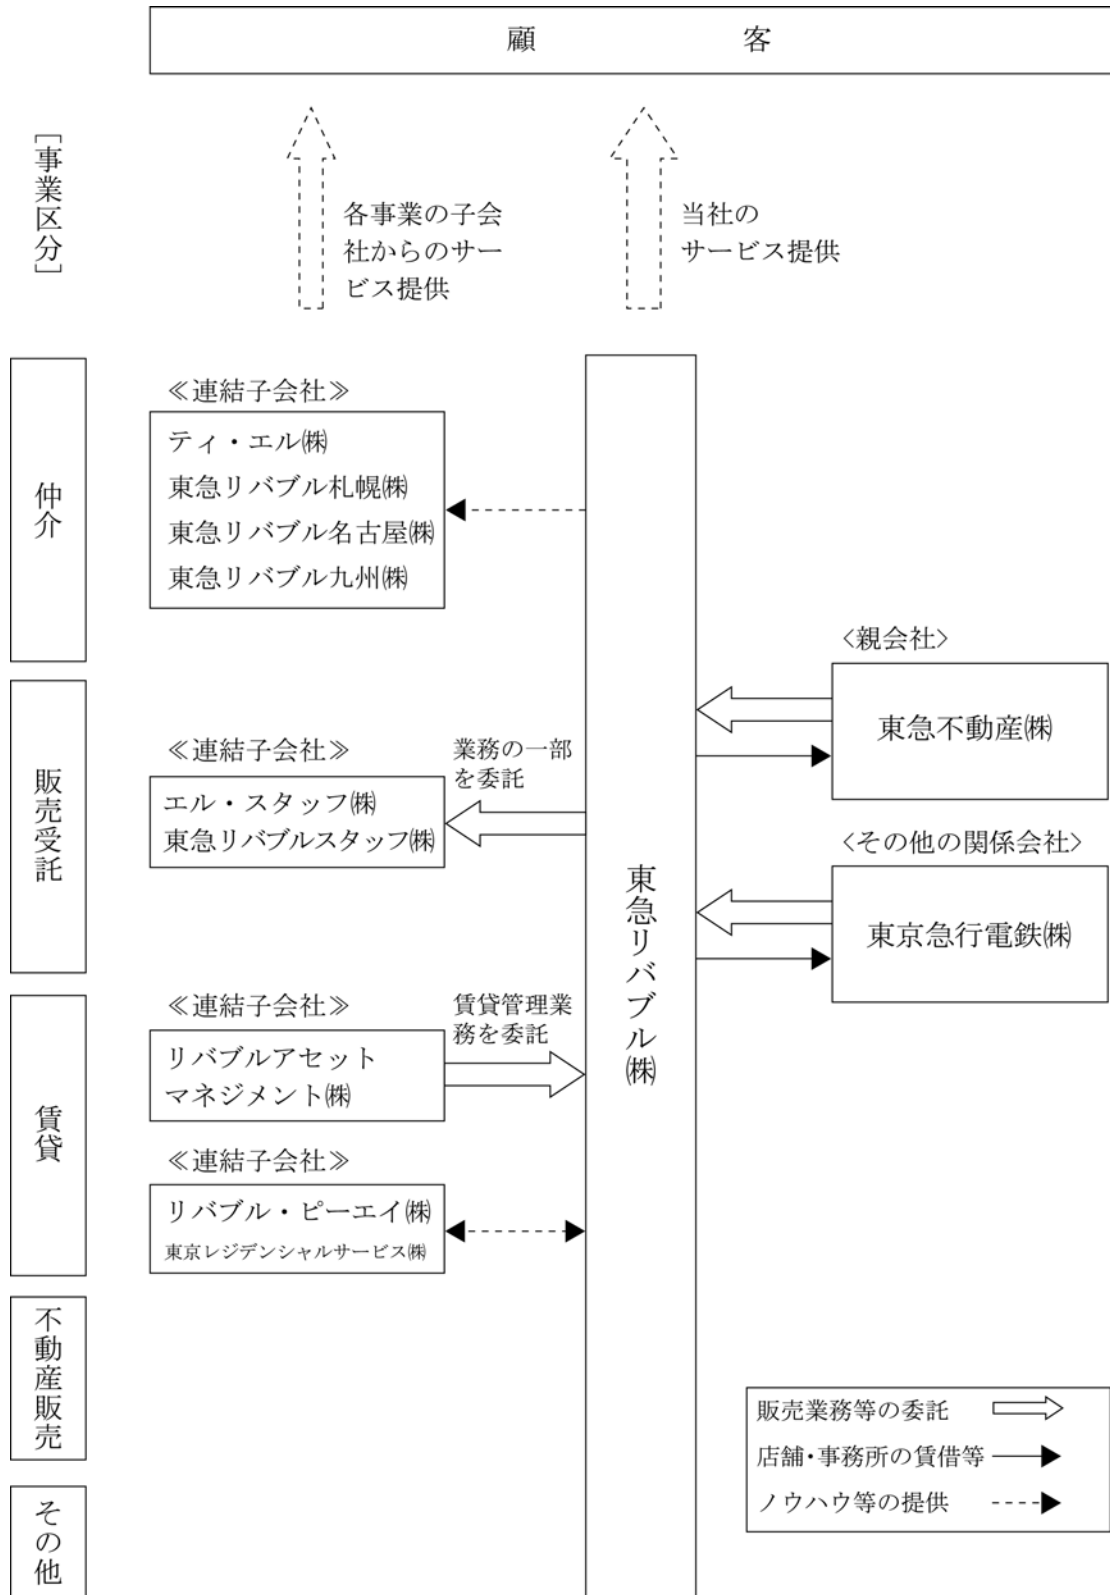 顧客
［事業区分］
各事業の子会
社からのサー
ビス提供
当社の
サービス提供
仲介
≪連結子会社≫
ティ・エル㈱
東急リバブル札幌㈱
東急リバブル名古屋㈱
東急リバブル九州㈱
販売受託
≪連結子会社≫
エル・スタッフ㈱
東急リバブルスタッフ㈱
業務の一部
を委託
賃貸
≪連結子会社≫
リバブルアセット
マネジメント㈱
賃貸管理業
務を委託
≪連結子会社≫
リバブル・ピーエイ㈱
東京レジデンシャルサービス㈱
不動産販売
その他
東急リバブル㈱
<親会社>
東急不動産㈱
<その他の関係会社>
東京急行電鉄㈱
販売業務等の委託
店舗・事務所の賃借等
ノウハウ等の提供